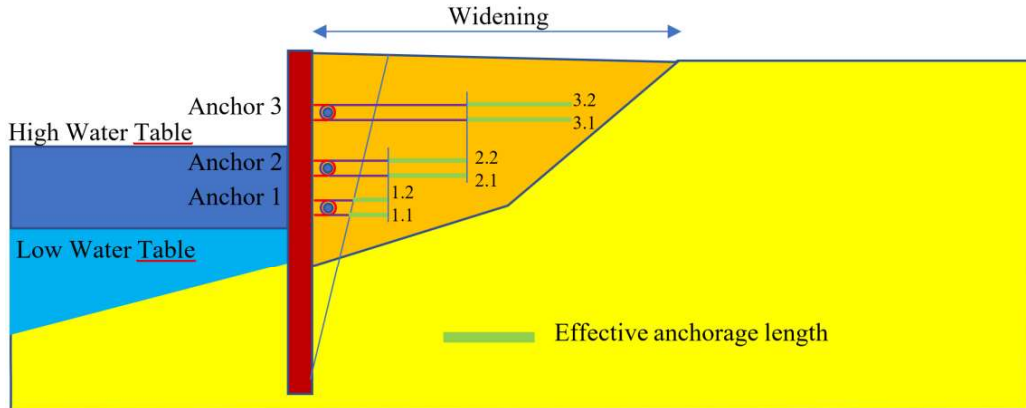 Widening
Anchor 3
3.2
3.1
High Water Table
Anchor 2
2.2
2.1
Anchor 1
1.2
1.1
Low Water Table
Effective anchorage length